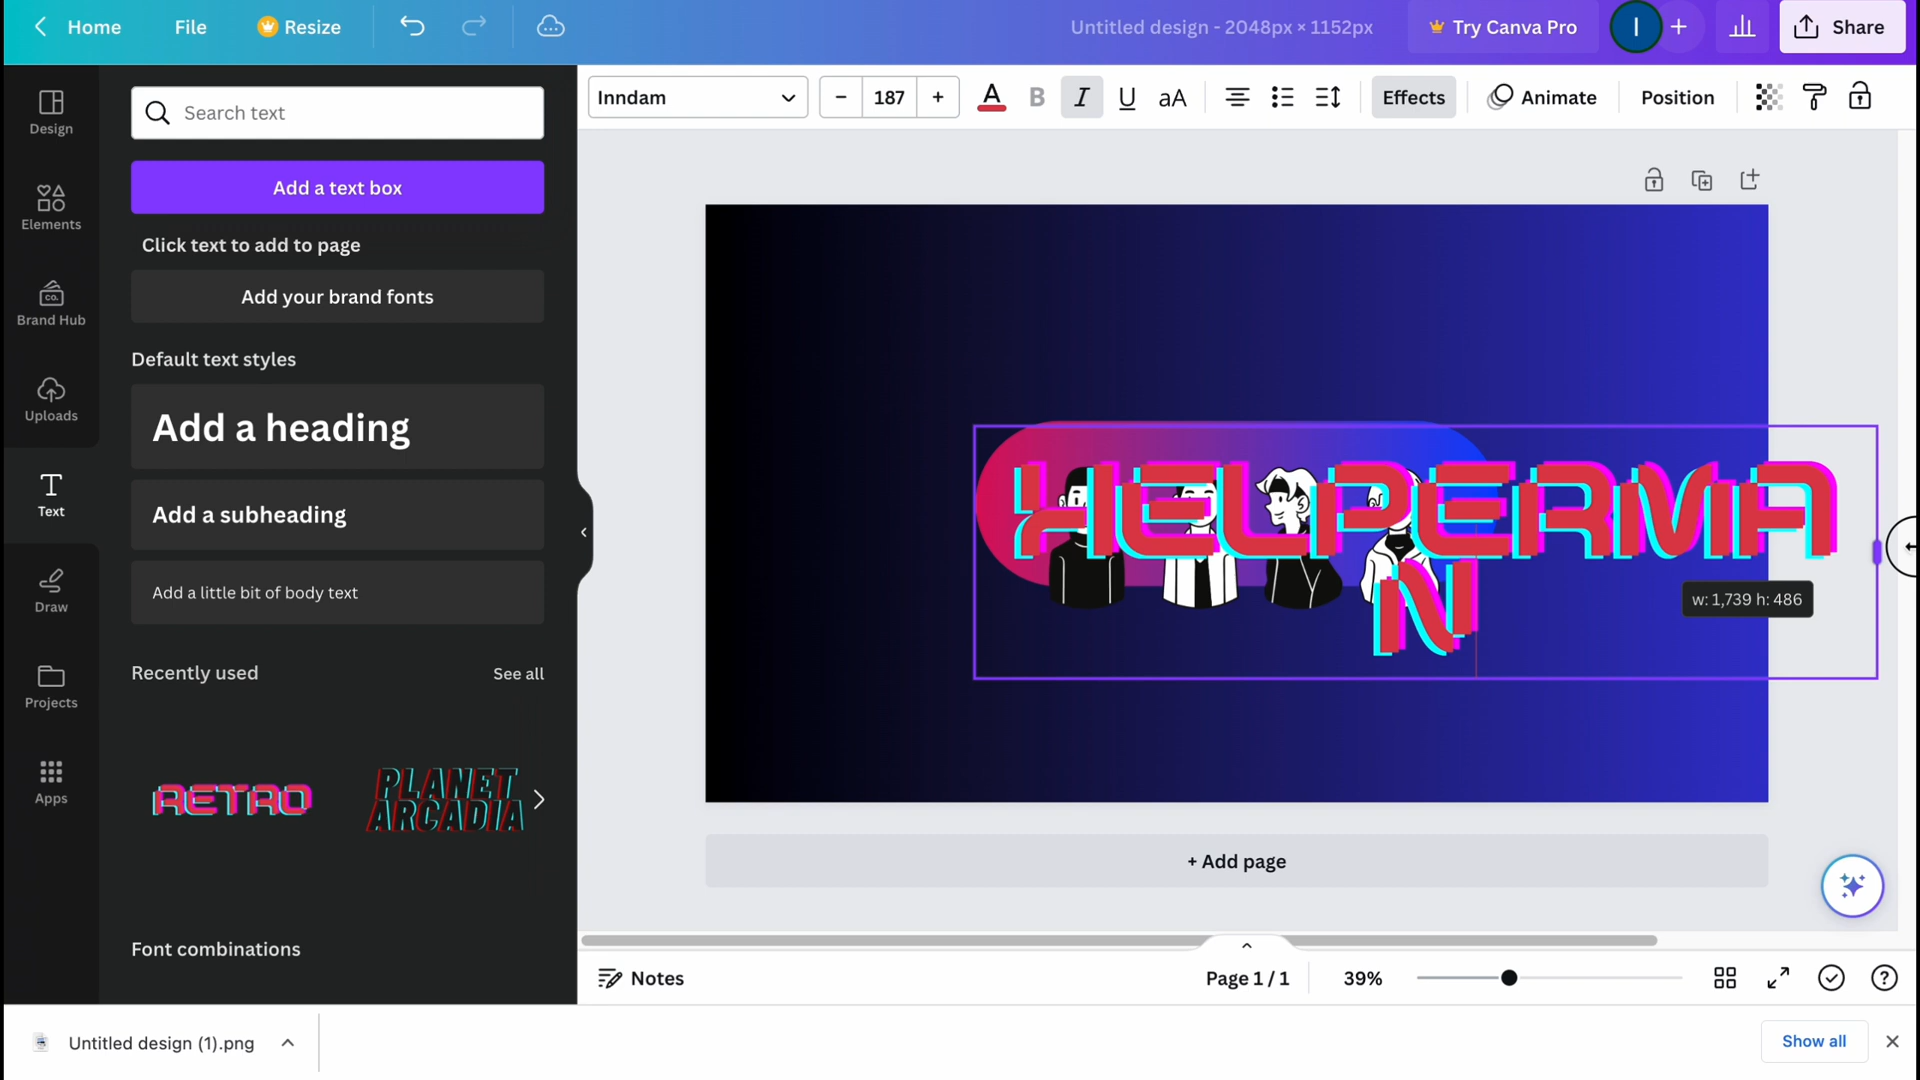 Home
File
Resize
Untitled design - 2048px × 1152px
Try Canva Pro
I
Share
Design
Elements
Brand Hub
CO.
Uploads
Text
Draw
Projects
Apps
Search text
Add a text box
Click text to add to page
Add your brand fonts
Default text styles
Add a heading
Add a subheading
Add a little bit of body text
Recently used
See all
RETRO
PLANET
ARCADIA
Font combinations
Inndam
187
A B I U aA
Effects
Animate
Position
HELPERMA
N
w: 1,739 h: 486
+ Add page
Notes
Page 1 / 1
39%
Untitled design (1).png
Show all